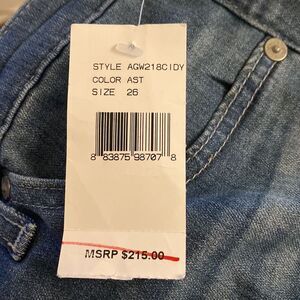 STYLE AGW218CIDY
COLOR AST
SIZE 26
8 83875 98707 8
MSRP $215.00